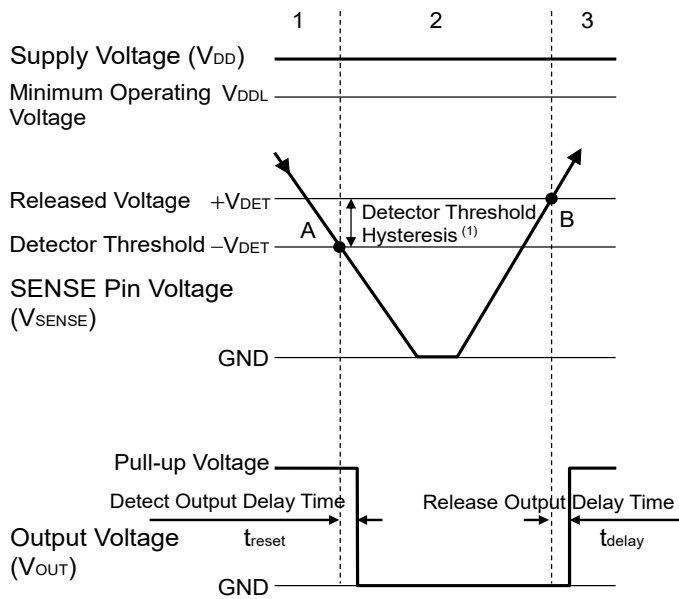 1 2 3
Supply Voltage (VDD)
Minimum Operating VDDL
Voltage
Released Voltage +VDET
Detector Threshold
Hysteresis (1)
A
B
Detector Threshold −VDET
SENSE Pin Voltage
(VSENSE)
GND
Pull-up Voltage
Detect Output Delay Time
Release Output Delay Time
treset
tdelay
Output Voltage
(VOUT)
GND